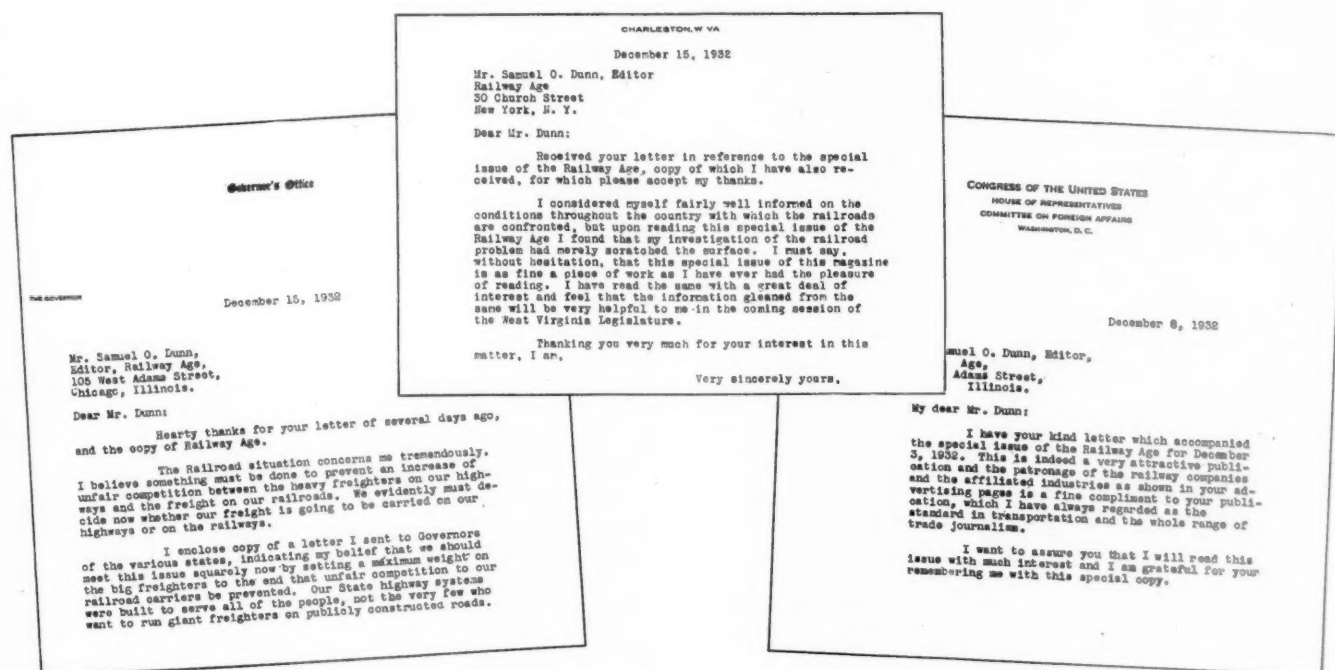 Governor's Office
THE GOVERNOR
December 15, 1932
Mr. Samuel O. Dunn,
Editor, Railway Age,
105 West Adams Street,
Chicago, Illinois.
Dear Mr. Dunn:
Hearty thanks for your letter of several days ago,
and the copy of Railway Age.
The Railroad situation concerns me tremendously.
I believe something must be done to prevent an increase of
unfair competition between the heavy freighters on our high-
ways and the freight on our railroads. We evidently must de-
cide now whether our freight is going to be carried on our
highways or on the railways.
I enclose copy of a letter I sent to Governors
of the various states, indicating my belief that we should
meet this issue squarely now by setting a maximum weight on
the big freighters to the end that unfair competition to our
railroad carriers be prevented. Our State highway systems
were built to serve all of the people, not the very few who
want to run giant freighters on publicly constructed roads.
CHARLESTON, W VA
December 15, 1932
Mr. Samuel O. Dunn, Editor
Railway Age
30 Church Street
New York, N. Y.
Dear Mr. Dunn:
Received your letter in reference to the special
issue of the Railway Age, copy of which I have also re-
ceived, for which please accept my thanks.
I considered myself fairly well informed on the
conditions throughout the country with which the railroads
are confronted, but upon reading this special issue of the
Railway Age I found that my investigation of the railroad
problem had merely scratched the surface. I must say,
without hesitation, that this special issue of this magazine
is as fine a piece of work as I have ever had the pleasure
of reading. I have read the same with a great deal of
interest and feel that the information gleaned from the
same will be very helpful to me in the coming session of
the West Virginia Legislature.
Thanking you very much for your interest in this
matter, I am,
Very sincerely yours,
CONGRESS OF THE UNITED STATES
HOUSE OF REPRESENTATIVES
COMMITTEE ON FOREIGN AFFAIRS
WASHINGTON, D. C.
December 8, 1932
muel O. Dunn, Editor,
Age,
Adams Street,
Illinois.
My dear Mr. Dunn:
I have your kind letter which accompanied
the special issue of the Railway Age for December
3, 1932. This is indeed a very attractive publi-
cation and the patronage of the railway companies
and the affiliated industries as shown in your ad-
vertising pages is a fine compliment to your publi-
cation, which I have always regarded as the
standard in transportation and the whole range of
trade journalism.
I want to assure you that I will read this
issue with much interest and I am grateful for your
remembering me with this special copy.